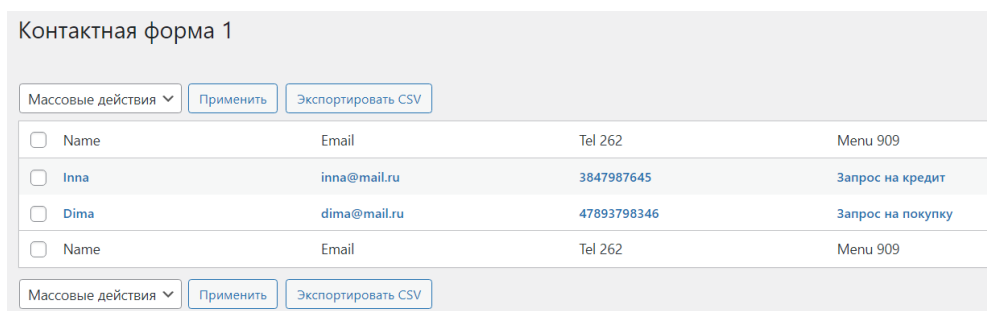 Контактная форма 1
Массовые действия Применить Экспортировать CSV
Name Email Tel 262 Menu 909
Inna inna@mail.ru 3847987645 Запрос на кредит
Dima dima@mail.ru 47893798346 Запрос на покупку
Name Email Tel 262 Menu 909
Массовые действия Применить Экспортировать CSV